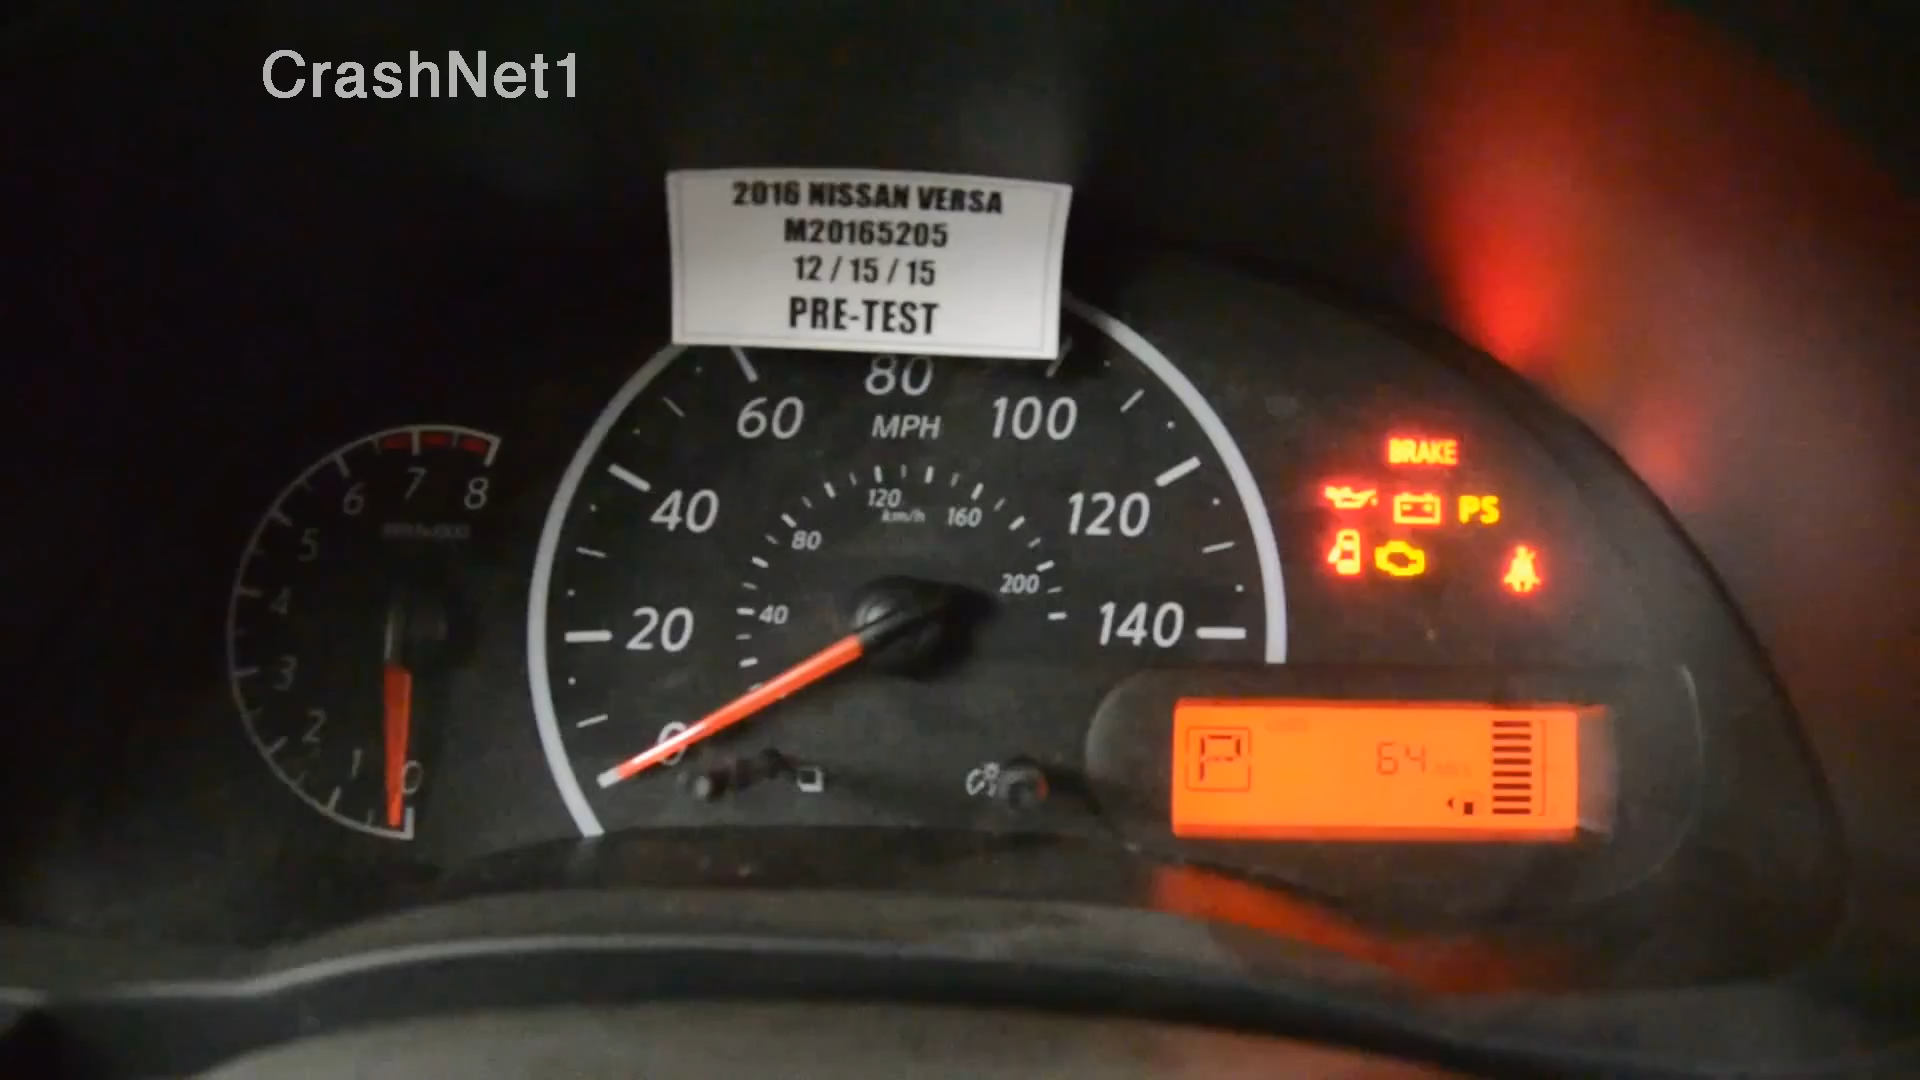 CrashNet1
2016 NISSAN VERSA
M20165205
12 / 15 / 15
PRE-TEST
80
60 MPH 100
40 120
20 140
0
120 km/h 160
80
200
40
8
7
6
5
4
3
2
1
0
BRAKE
PS
P 64